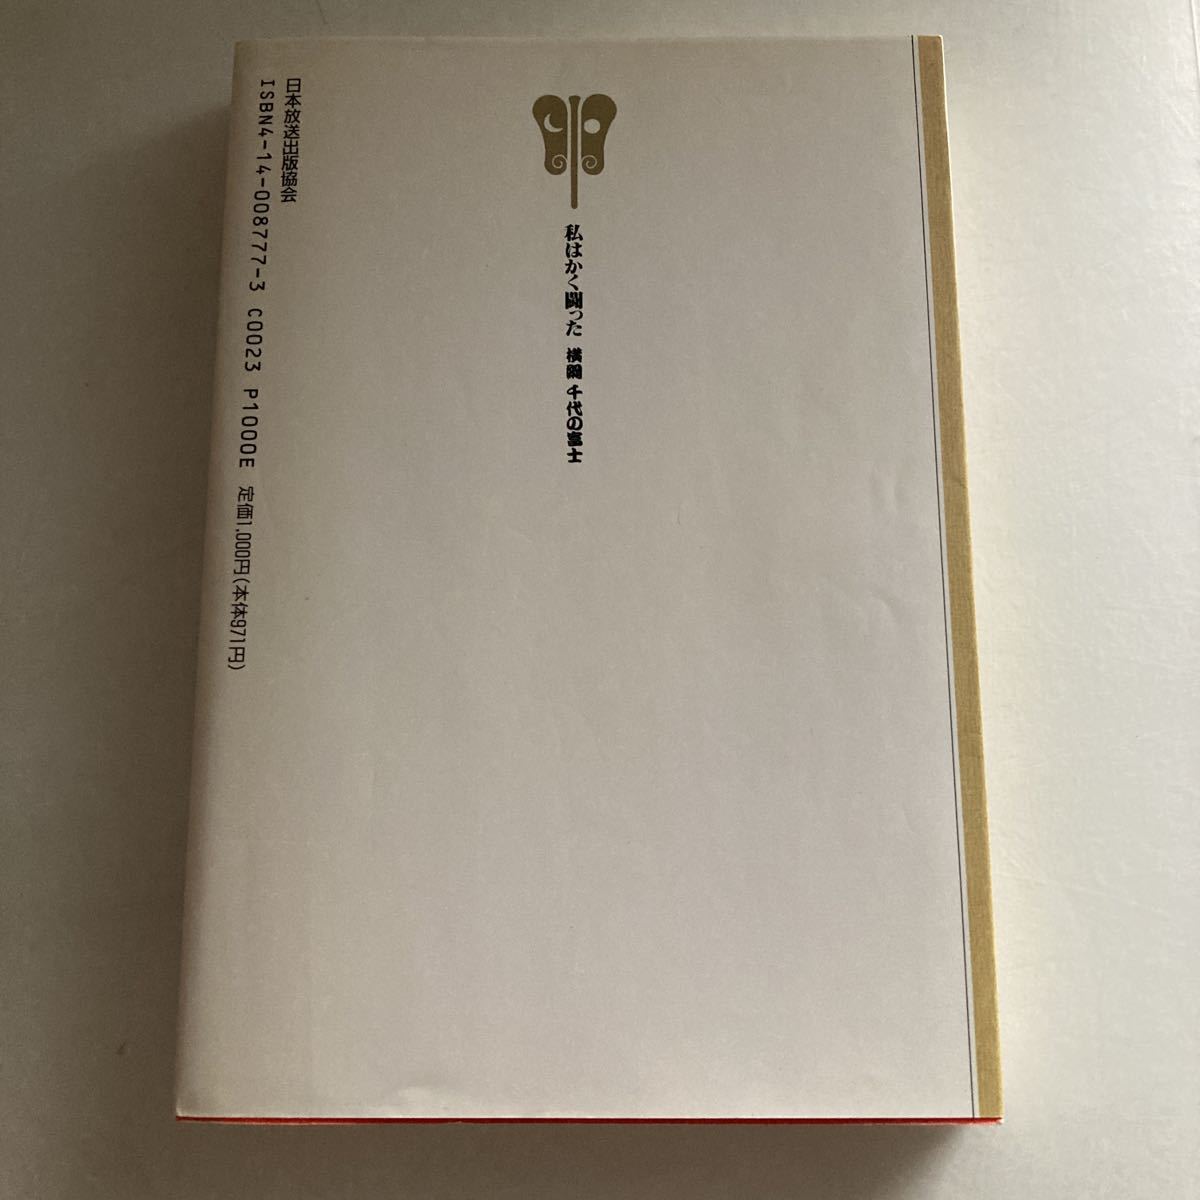 私はかく闘った 横綱 千代の富士
日本放送出版協会
ISBN4-14-008777-3 C0023 P1000E 定価1,000円(本体971円)